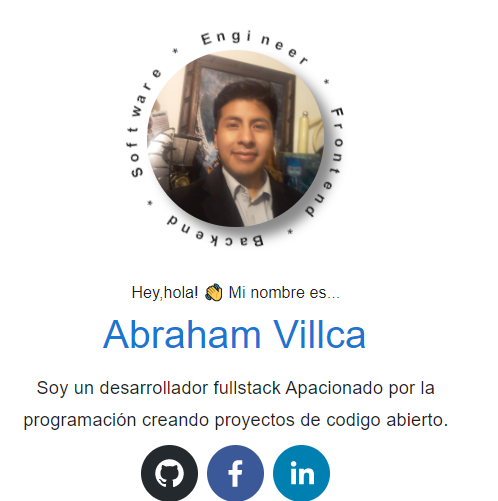 Software * Engineer * Frontend * Backend *
Hey,hola! 👋 Mi nombre es...
Abraham Villca
Soy un desarrollador fullstack Apacionado por la
programación creando proyectos de codigo abierto.
f
in